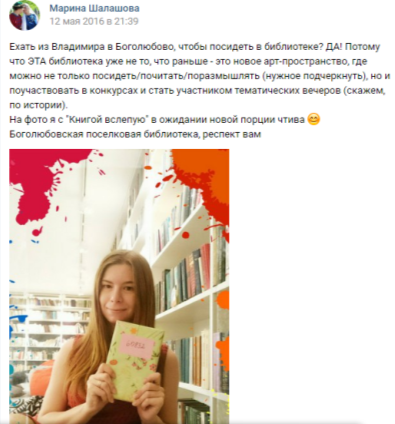 Марина Шалашова
12 мая 2016 в 21:39
Ехать из Владимира в Боголюбово, чтобы посидеть в библиотеке? ДА! Потому
что ЭТА библиотека уже не то, что раньше - это новое арт-пространство, где
можно не только посидеть/почитать/поразмышлять (нужное подчеркнуть), но и
поучаствовать в конкурсах и стать участником тематических вечеров (скажем,
по истории).
На фото я с "Книгой вслепую" в ожидании новой порции чтива 😊
Боголюбовская поселковая библиотека, респект вам